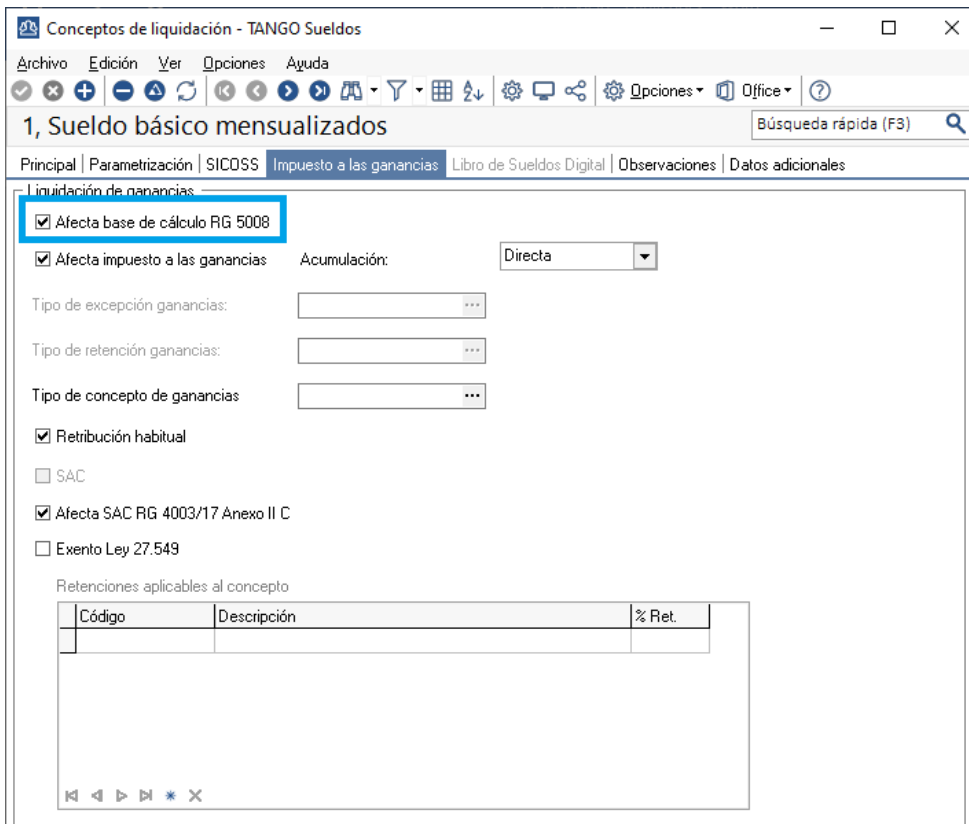 Conceptos de liquidación - TANGO Sueldos
Archivo Edición Ver Opciones Ayuda
Opciones Office
1, Sueldo básico mensualizados Búsqueda rápida (F3)
Principal Parametrización SICOSS Impuesto a las ganancias Libro de Sueldos Digital Observaciones Datos adicionales
Liquidación de ganancias
Afecta base de cálculo RG 5008
Afecta impuesto a las ganancias Acumulación: Directa
Tipo de excepción ganancias:
Tipo de retención ganancias:
Tipo de concepto de ganancias
Retribución habitual
SAC
Afecta SAC RG 4003/17 Anexo II C
Exento Ley 27.549
Retenciones aplicables al concepto
Código Descripción % Ret.